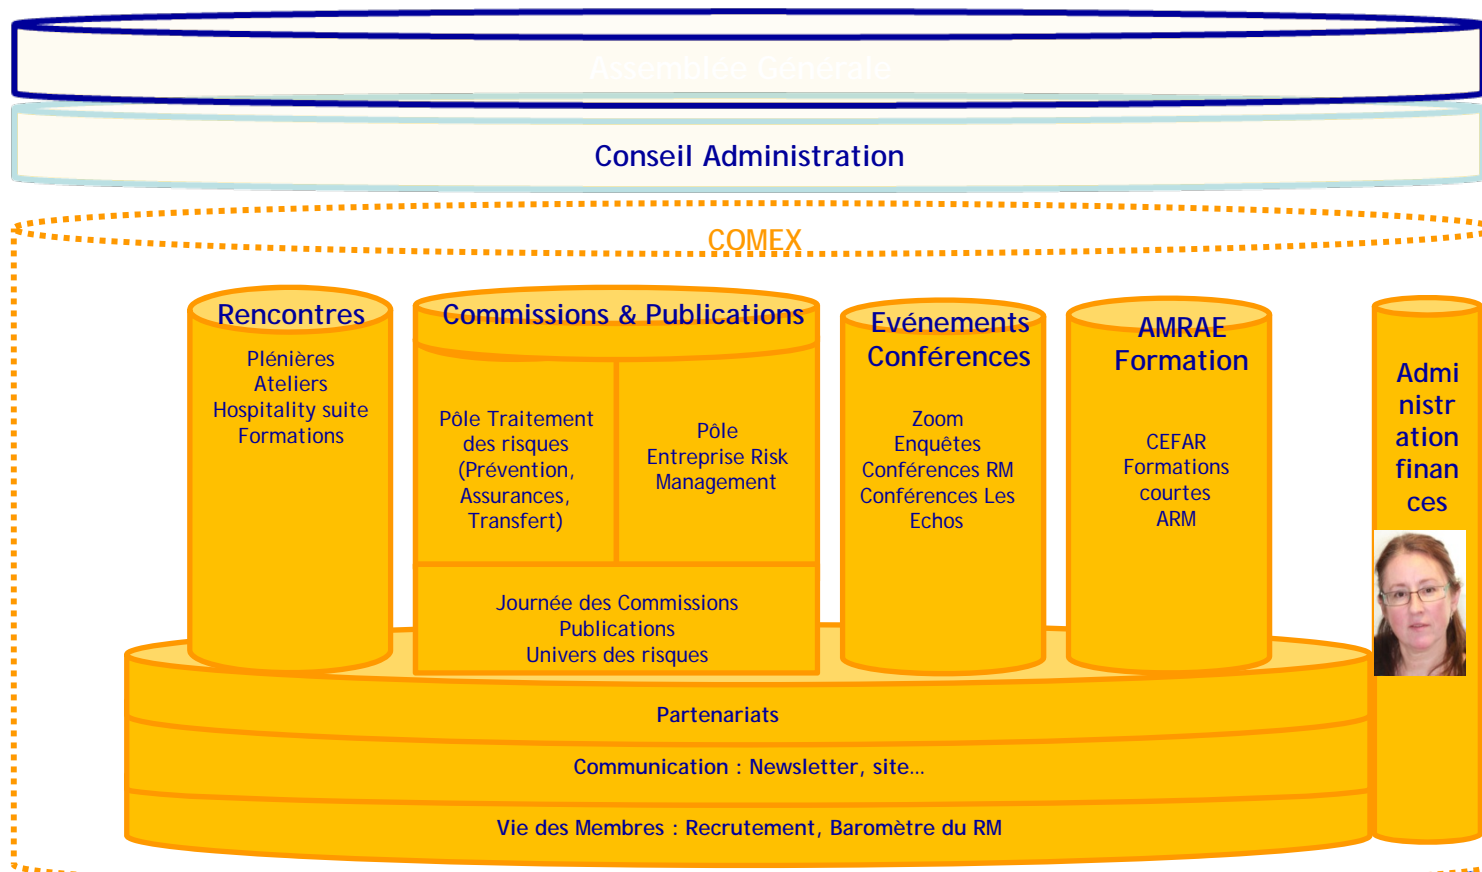 Assemblée Générale
Conseil Administration
COMEX
Rencontres
Plénières
Ateliers
Hospitality suite
Formations
Commissions & Publications
Pôle Traitement
des risques
(Prévention,
Assurances,
Transfert)
Pôle
Entreprise Risk
Management
Journée des Commissions
Publications
Univers des risques
Evénements
Conférences
Zoom
Enquêtes
Conférences RM
Conférences Les
Echos
AMRAE
Formation
CEFAR
Formations
courtes
ARM
Admi
nistr
ation
finan
ces
Partenariats
Communication : Newsletter, site...
Vie des Membres : Recrutement, Baromètre du RM